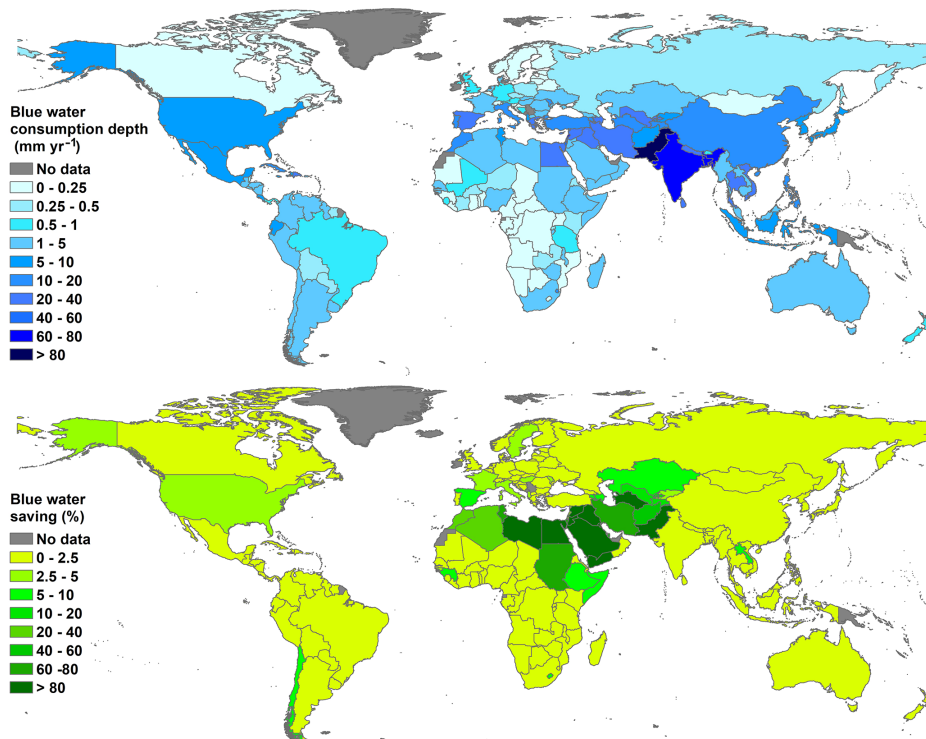 Blue water
consumption depth
(mm yr⁻¹)
No data
0 - 0.25
0.25 - 0.5
0.5 - 1
1 - 5
5 - 10
10 - 20
20 - 40
40 - 60
60 - 80
> 80
Blue water
saving (%)
No data
0 - 2.5
2.5 - 5
5 - 10
10 - 20
20 - 40
40 - 60
60 -80
> 80